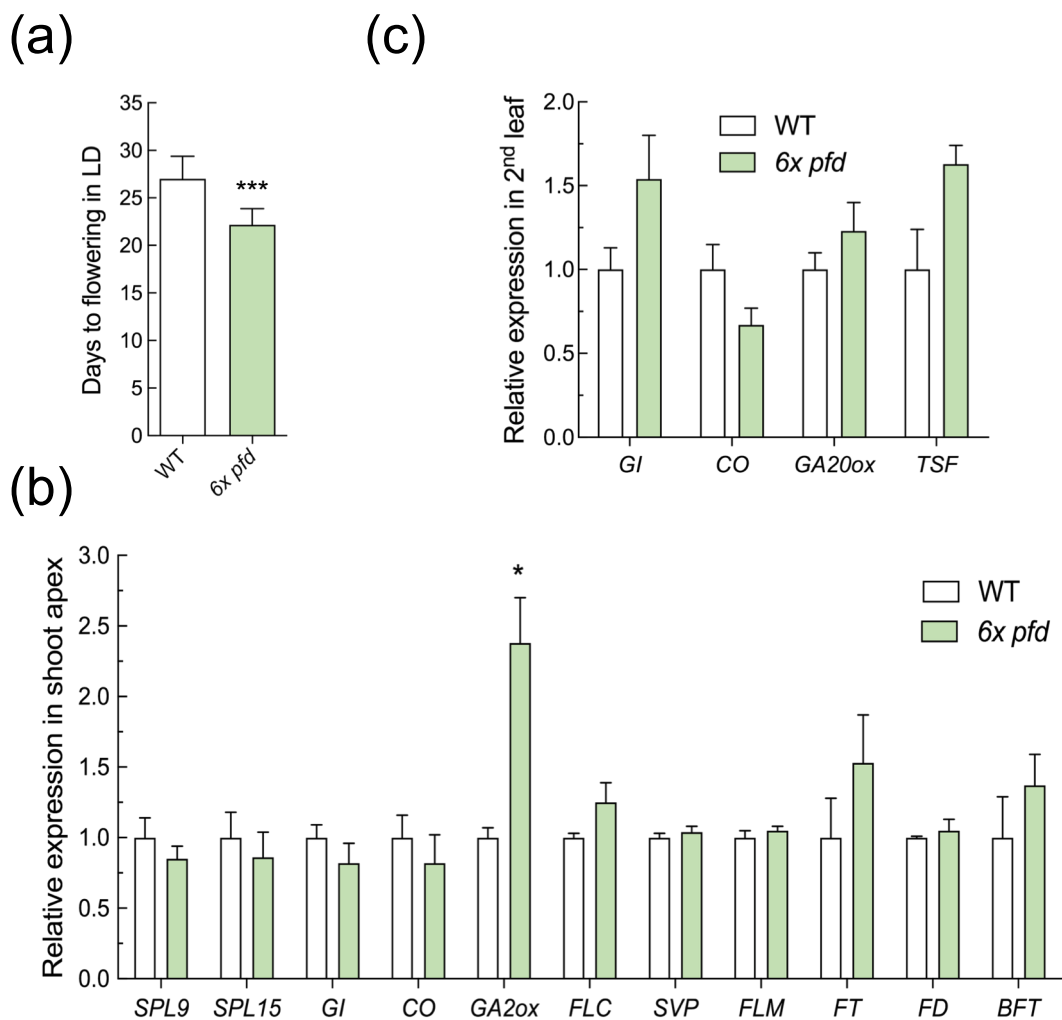 (a)
Days to flowering in LD
35
30
25
20
15
10
5
0
***
WT
6x pfd
(c)
Relative expression in 2nd leaf
2.0
1.5
1.0
0.5
0.0
WT
6x pfd
GI
CO
GA20ox
TSF
(b)
Relative expression in shoot apex
3.0
2.5
2.0
1.5
1.0
0.5
0.0
*
WT
6x pfd
SPL9
SPL15
GI
CO
GA2ox
FLC
SVP
FLM
FT
FD
BFT